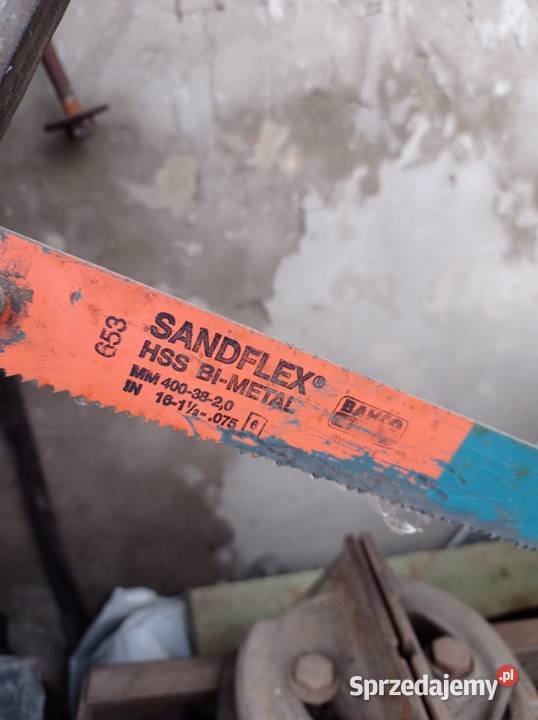 653
SANDFLEX®
HSS BI-METAL
MM 400-38-2,0
IN 16-1½-.075 6
BAHCO
Sprzedajemy.pl